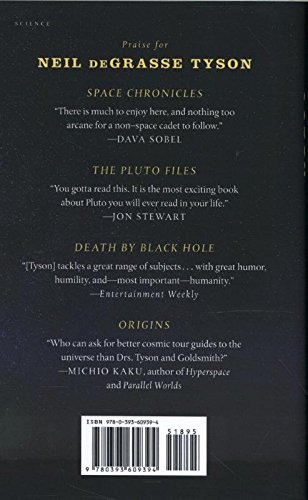 SCIENCE
Praise for
NEIL DEGRASSE TYSON
SPACE CHRONICLES
"There is much to enjoy here, and nothing too
arcane for a non–space cadet to follow."
—DAVA SOBEL
THE PLUTO FILES
"You gotta read this. It is the most exciting book
about Pluto you will ever read in your life."
—JON STEWART
DEATH BY BLACK HOLE
"[Tyson] tackles a great range of subjects . . . with great humor,
humility, and—most important—humanity."
—Entertainment Weekly
ORIGINS
"Who can ask for better cosmic tour guides to the
universe than Drs. Tyson and Goldsmith?"
—MICHIO KAKU, author of Hyperspace
and Parallel Worlds
ISBN 978-0-393-60939-4
51895
9 780393 609394